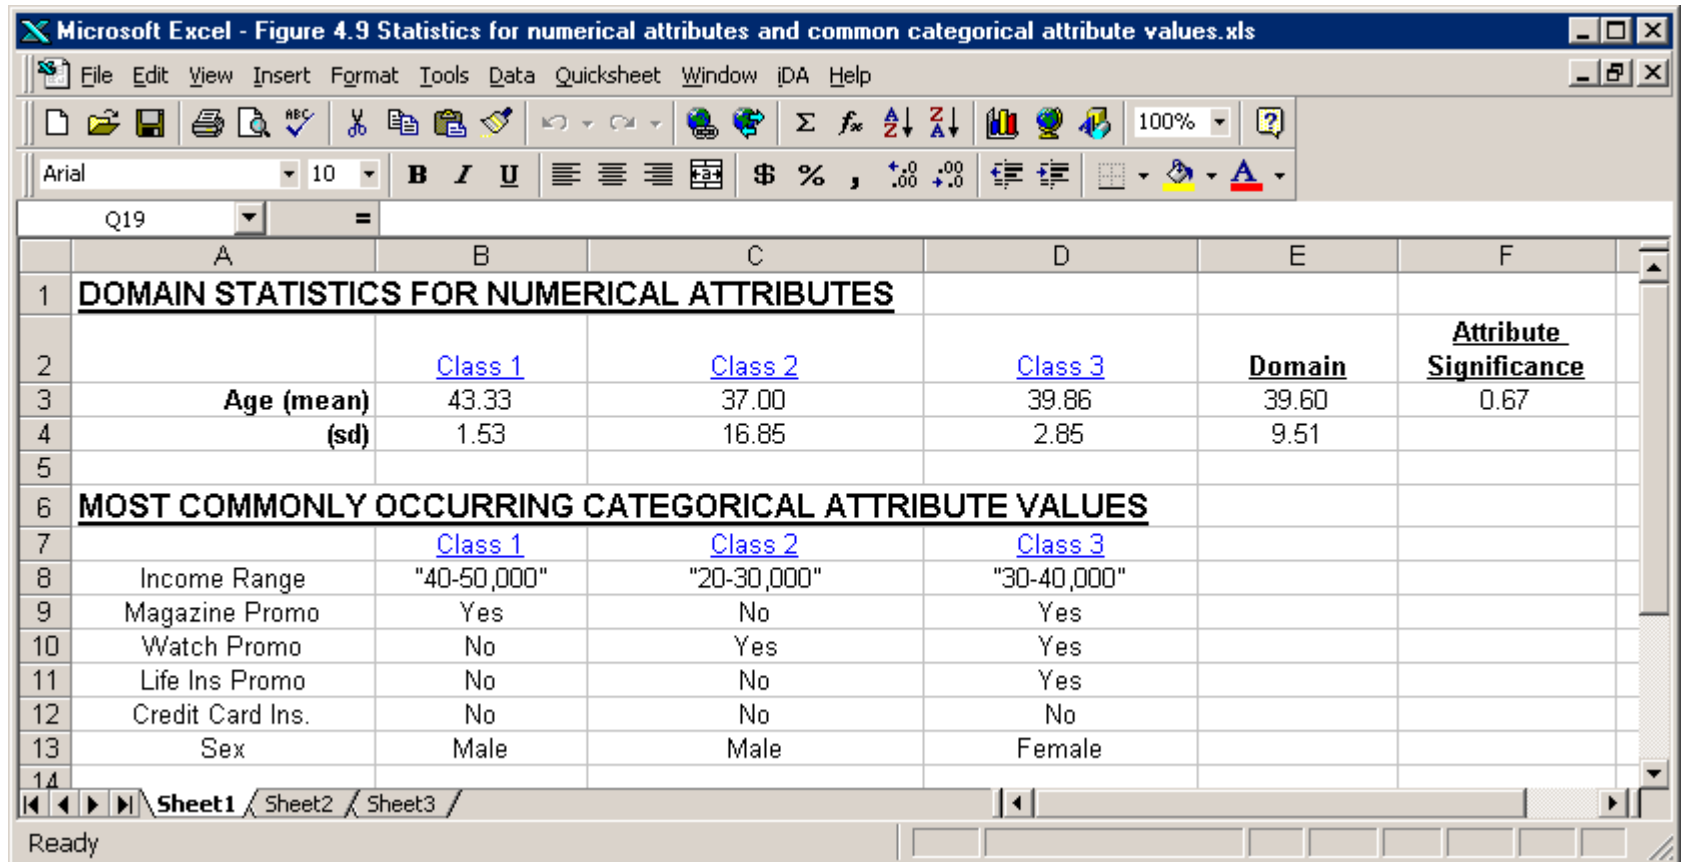 Microsoft Excel - Figure 4.9 Statistics for numerical attributes and common categorical attribute values.xls
File Edit View Insert Format Tools Data Quicksheet Window iDA Help
100%
Arial 10 B I U $ % ,
Q19 =
A B C D E F
1 DOMAIN STATISTICS FOR NUMERICAL ATTRIBUTES
Attribute
2 Class 1 Class 2 Class 3 Domain Significance
3 Age (mean) 43.33 37.00 39.86 39.60 0.67
4 (sd) 1.53 16.85 2.85 9.51
5
6 MOST COMMONLY OCCURRING CATEGORICAL ATTRIBUTE VALUES
7 Class 1 Class 2 Class 3
8 Income Range "40-50,000" "20-30,000" "30-40,000"
9 Magazine Promo Yes No Yes
10 Watch Promo No Yes Yes
11 Life Ins Promo No No Yes
12 Credit Card Ins. No No No
13 Sex Male Male Female
14
Sheet1 Sheet2 Sheet3
Ready